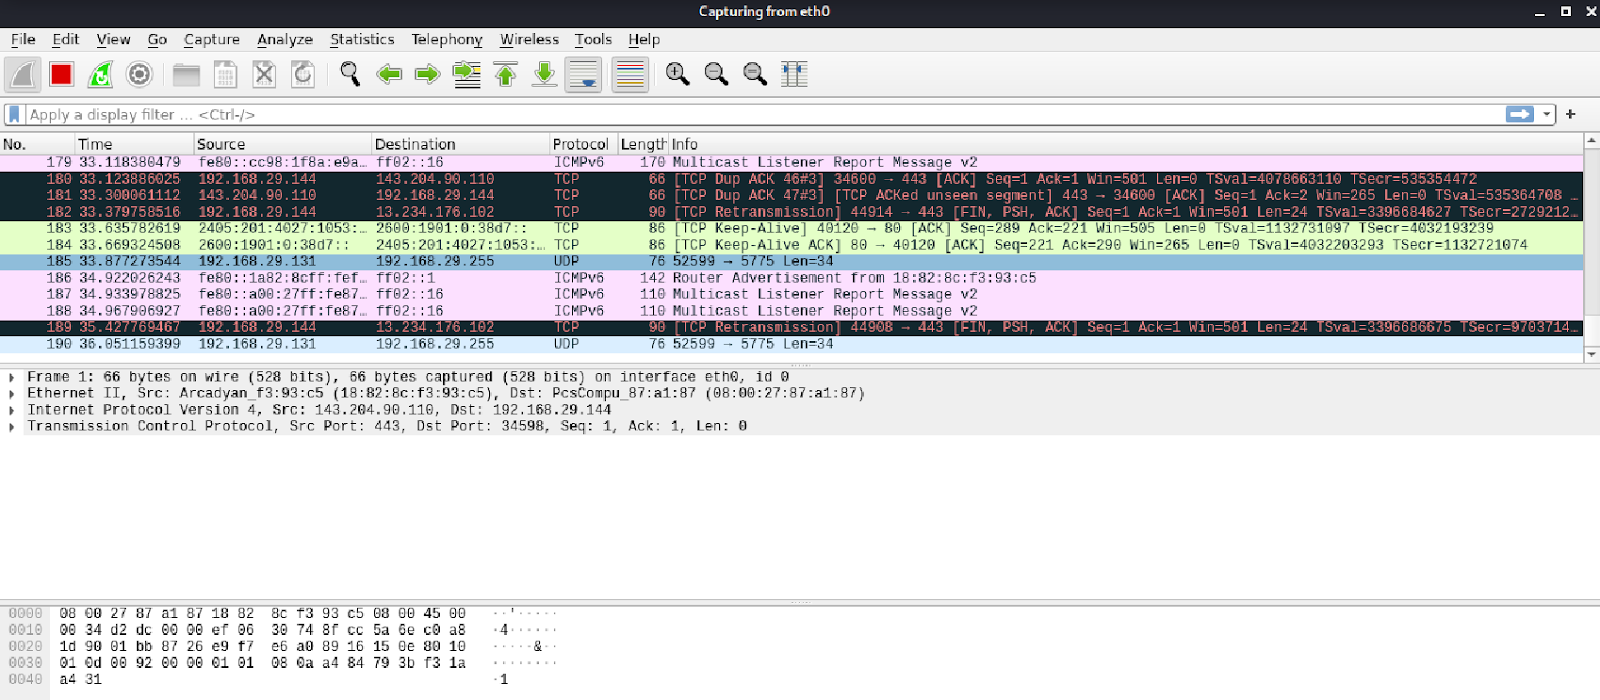 Capturing from eth0
File Edit View Go Capture Analyze Statistics Telephony Wireless Tools Help
Apply a display filter ... <Ctrl-/>
No. Time Source Destination Protocol Length Info
179 33.118380479 fe80::cc98:1f8a:e9a… ff02::16 ICMPv6 170 Multicast Listener Report Message v2
180 33.123886025 192.168.29.144 143.204.90.110 TCP 66 [TCP Dup ACK 46#3] 34600 → 443 [ACK] Seq=1 Ack=1 Win=501 Len=0 TSval=4078663110 TSecr=535354472
181 33.300061112 143.204.90.110 192.168.29.144 TCP 66 [TCP Dup ACK 47#3] [TCP ACKed unseen segment] 443 → 34600 [ACK] Seq=1 Ack=2 Win=265 Len=0 TSval=535364708 …
182 33.379758516 192.168.29.144 13.234.176.102 TCP 90 [TCP Retransmission] 44914 → 443 [FIN, PSH, ACK] Seq=1 Ack=1 Win=501 Len=24 TSval=3396684627 TSecr=2729212…
183 33.635782619 2405:201:4027:1053:… 2600:1901:0:38d7:: TCP 86 [TCP Keep-Alive] 40120 → 80 [ACK] Seq=289 Ack=221 Win=505 Len=0 TSval=1132731097 TSecr=4032193239
184 33.669324508 2600:1901:0:38d7:: 2405:201:4027:1053:… TCP 86 [TCP Keep-Alive ACK] 80 → 40120 [ACK] Seq=221 Ack=290 Win=265 Len=0 TSval=4032203293 TSecr=1132721074
185 33.877273544 192.168.29.131 192.168.29.255 UDP 76 52599 → 5775 Len=34
186 34.922026243 fe80::1a82:8cff:fef… ff02::1 ICMPv6 142 Router Advertisement from 18:82:8c:f3:93:c5
187 34.933978825 fe80::a00:27ff:fe87… ff02::16 ICMPv6 110 Multicast Listener Report Message v2
188 34.967906927 fe80::a00:27ff:fe87… ff02::16 ICMPv6 110 Multicast Listener Report Message v2
189 35.427769467 192.168.29.144 13.234.176.102 TCP 90 [TCP Retransmission] 44908 → 443 [FIN, PSH, ACK] Seq=1 Ack=1 Win=501 Len=24 TSval=3396686675 TSecr=9703714…
190 36.051159399 192.168.29.131 192.168.29.255 UDP 76 52599 → 5775 Len=34
Frame 1: 66 bytes on wire (528 bits), 66 bytes captured (528 bits) on interface eth0, id 0
Ethernet II, Src: Arcadyan_f3:93:c5 (18:82:8c:f3:93:c5), Dst: PcsCompu_87:a1:87 (08:00:27:87:a1:87)
Internet Protocol Version 4, Src: 143.204.90.110, Dst: 192.168.29.144
Transmission Control Protocol, Src Port: 443, Dst Port: 34598, Seq: 1, Ack: 1, Len: 0
0000 08 00 27 87 a1 87 18 82 8c f3 93 c5 08 00 45 00 ··'·····
0010 00 34 d2 dc 00 00 ef 06 30 74 8f cc 5a 6e c0 a8 ·4······
0020 1d 90 01 bb 87 26 e9 f7 e6 a0 89 16 15 0e 80 10 ·····&··
0030 01 0d 00 92 00 00 01 01 08 0a a4 84 79 3b f3 1a ········
0040 a4 31 ·1